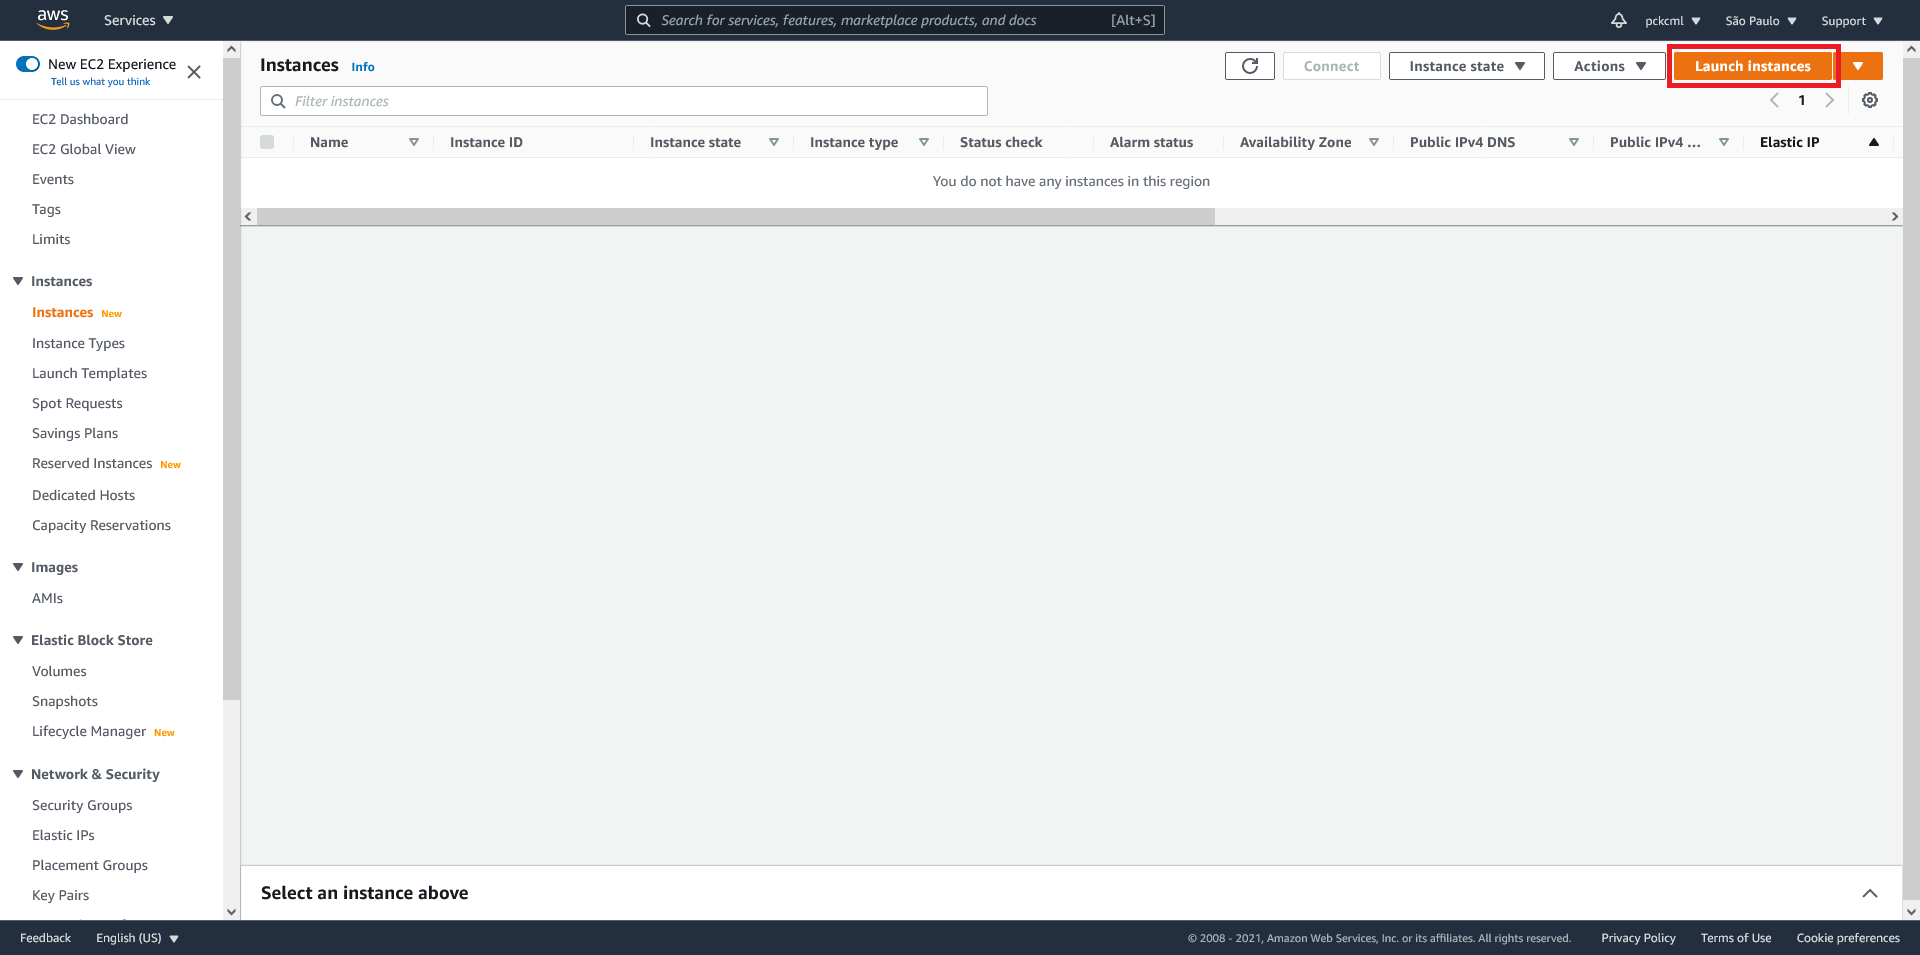 aws Services Search for services, features, marketplace products, and docs [Alt+S] pckcml São Paulo Support
New EC2 Experience
Tell us what you think
EC2 Dashboard
EC2 Global View
Events
Tags
Limits
Instances
Instances New
Instance Types
Launch Templates
Spot Requests
Savings Plans
Reserved Instances New
Dedicated Hosts
Capacity Reservations
Images
AMIs
Elastic Block Store
Volumes
Snapshots
Lifecycle Manager New
Network & Security
Security Groups
Elastic IPs
Placement Groups
Key Pairs
Instances Info Connect Instance state Actions Launch instances
Filter instances 1
Name Instance ID Instance state Instance type Status check Alarm status Availability Zone Public IPv4 DNS Public IPv4 ... Elastic IP
You do not have any instances in this region
Select an instance above
Feedback English (US) © 2008 - 2021, Amazon Web Services, Inc. or its affiliates. All rights reserved. Privacy Policy Terms of Use Cookie preferences